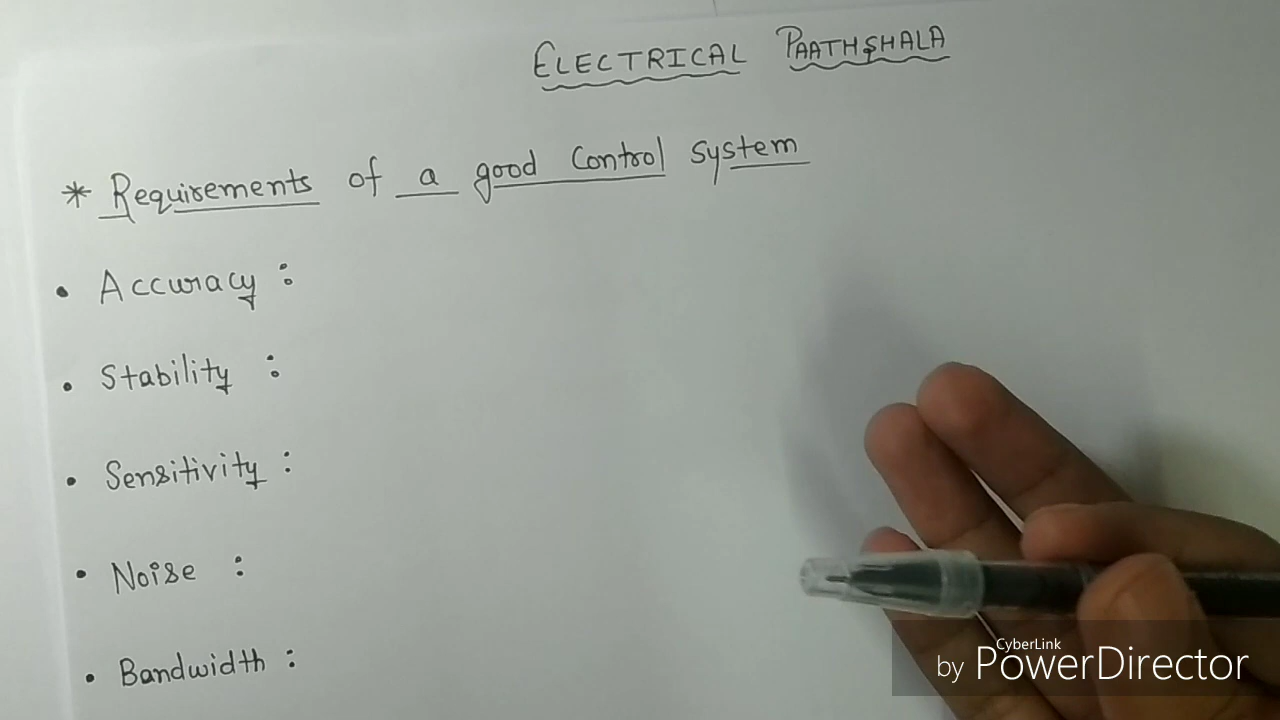 ELECTRICAL PAATHSHALA
* Requirements of a good Control system
• Accuracy :
• Stability :
• Sensitivity :
• Noise :
• Bandwidth :
CyberLink
by PowerDirector